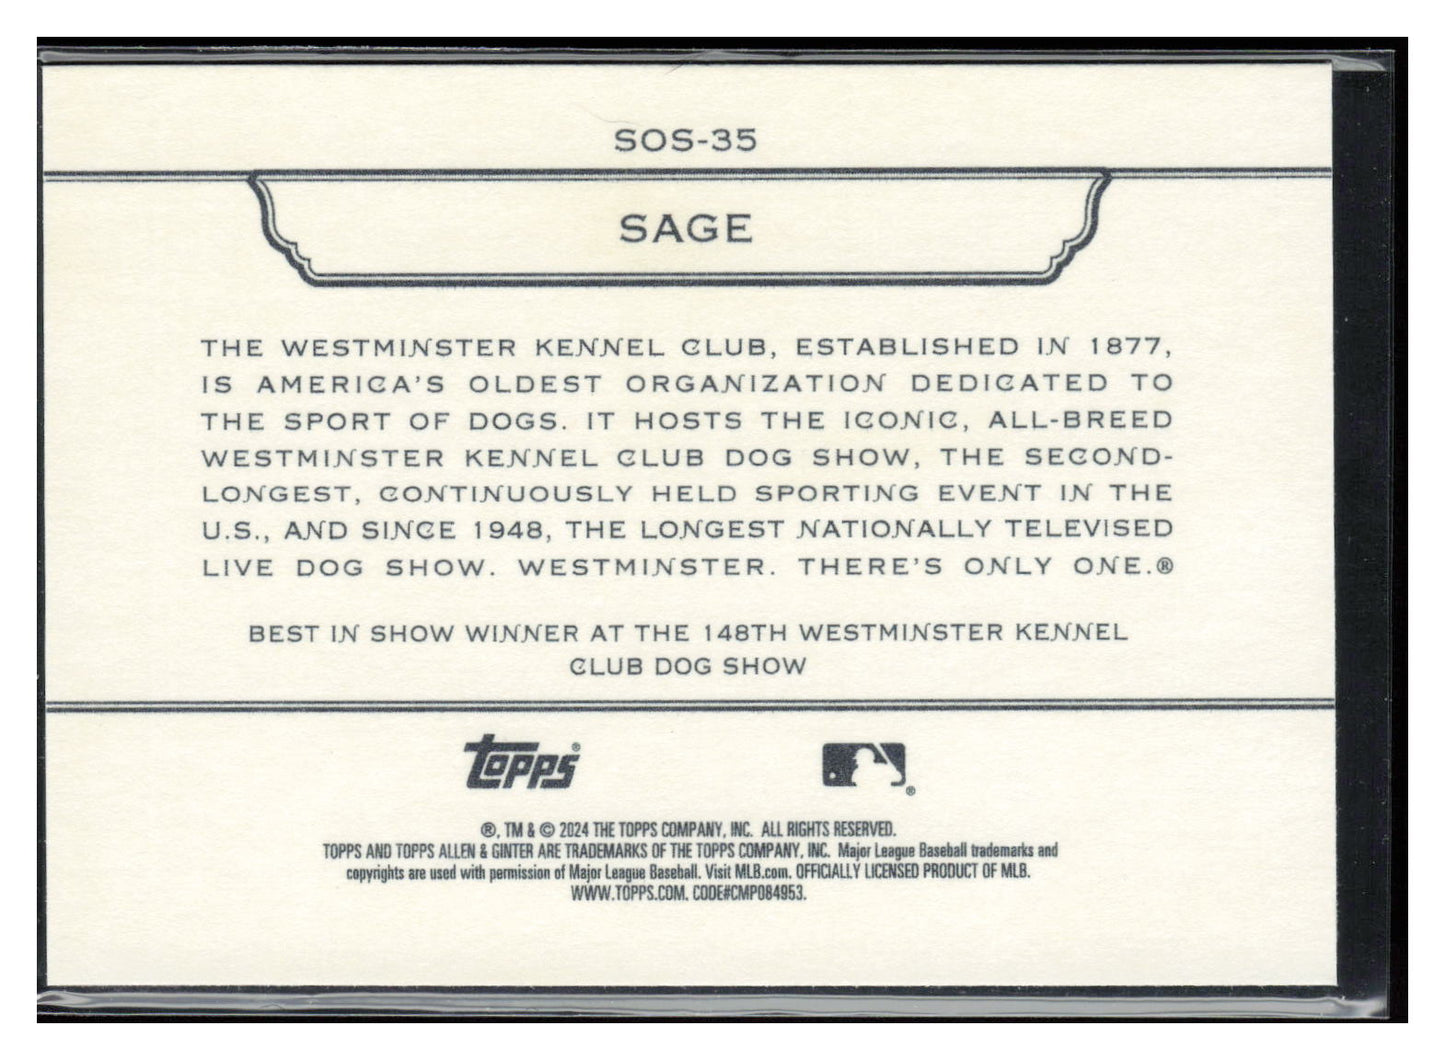 SOS-35
SAGE
THE WESTMINSTER KENNEL CLUB, ESTABLISHED IN 1877,
IS AMERICA'S OLDEST ORGANIZATION DEDICATED TO
THE SPORT OF DOGS. IT HOSTS THE ICONIC, ALL-BREED
WESTMINSTER KENNEL CLUB DOG SHOW, THE SECOND-
LONGEST, CONTINUOUSLY HELD SPORTING EVENT IN THE
U.S., AND SINCE 1948, THE LONGEST NATIONALLY TELEVISED
LIVE DOG SHOW. WESTMINSTER. THERE'S ONLY ONE.®
BEST IN SHOW WINNER AT THE 148TH WESTMINSTER KENNEL
CLUB DOG SHOW
topps®
®
®, TM & © 2024 THE TOPPS COMPANY, INC. ALL RIGHTS RESERVED.
TOPPS AND TOPPS ALLEN & GINTER ARE TRADEMARKS OF THE TOPPS COMPANY, INC. Major League Baseball trademarks and
copyrights are used with permission of Major League Baseball. Visit MLB.com. OFFICIALLY LICENSED PRODUCT OF MLB.
WWW.TOPPS.COM. CODE#CMP084953.